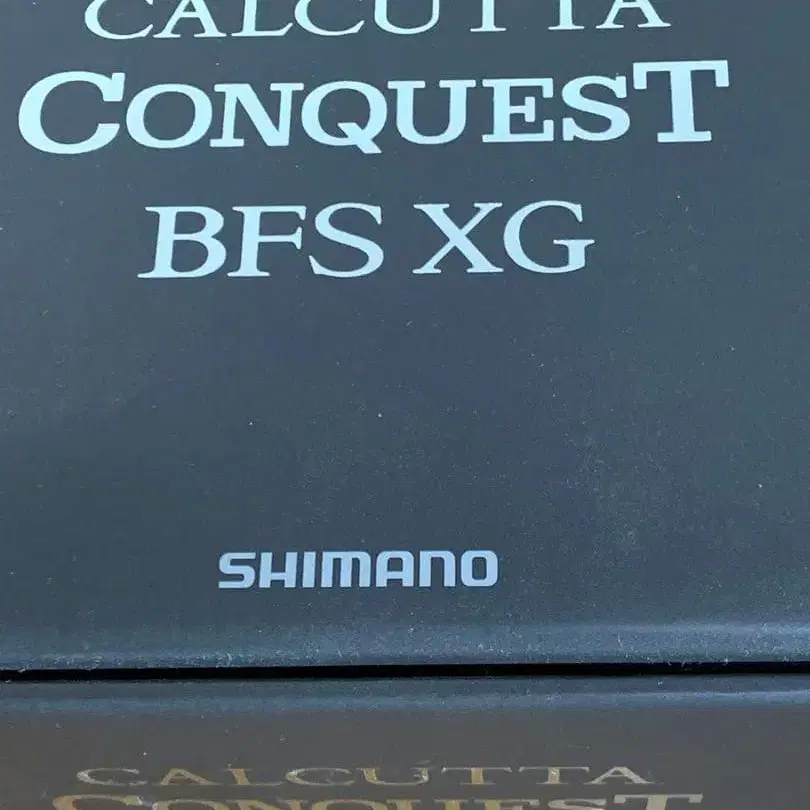 CALCUTTA
CONQUEST
BFS XG
SHIMANO
CALCUTTA
CONQUEST